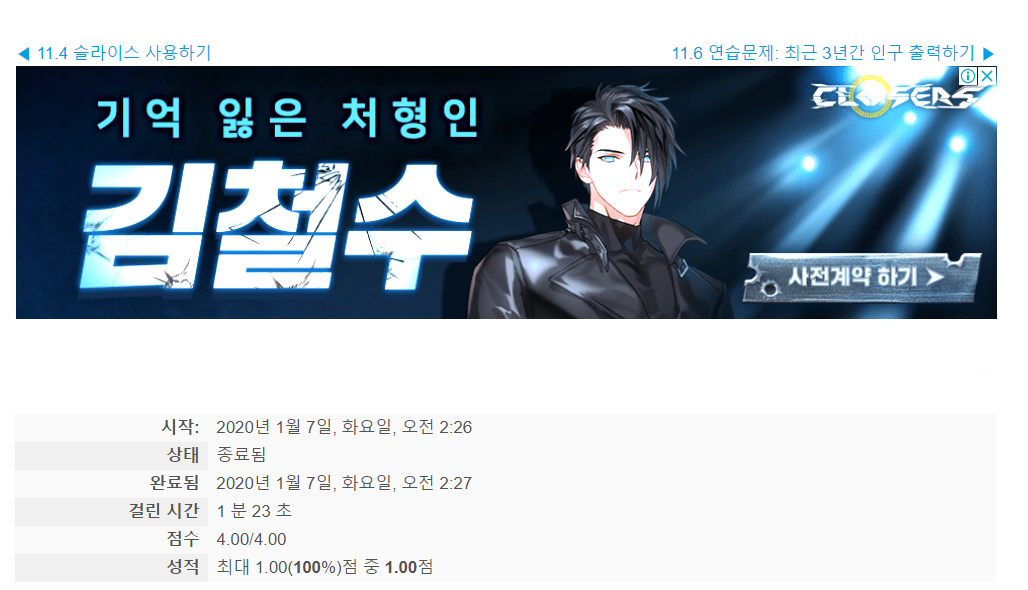 ◀ 11.4 슬라이스 사용하기
11.6 연습문제: 최근 3년간 인구 출력하기 ▶
CLOSERS
기억 잃은 처형인
김철수
사전계약 하기
시작: 2020년 1월 7일, 화요일, 오전 2:26
상태 종료됨
완료됨 2020년 1월 7일, 화요일, 오전 2:27
걸린 시간 1 분 23 초
점수 4.00/4.00
성적 최대 1.00(100%)점 중 1.00점